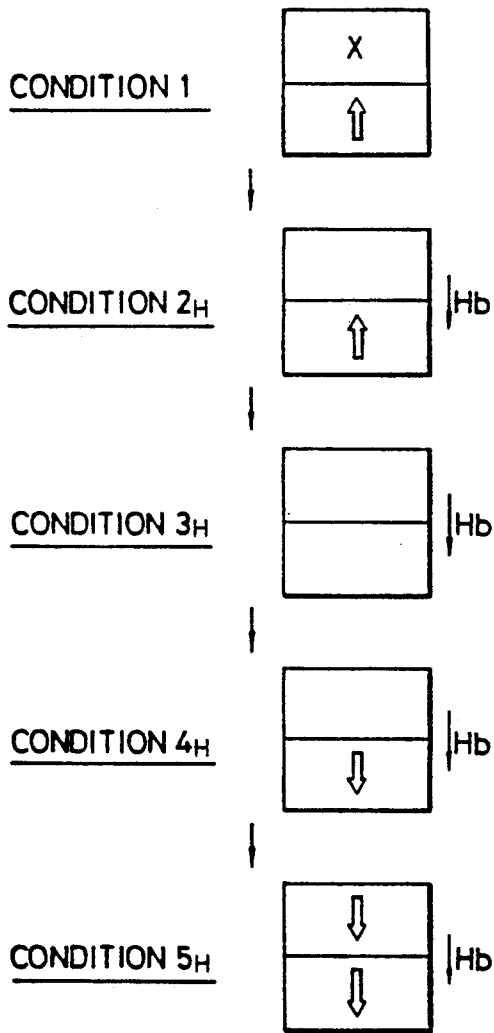 X
CONDITION 1
CONDITION 2H Hb
CONDITION 3H Hb
CONDITION 4H Hb
CONDITION 5H Hb